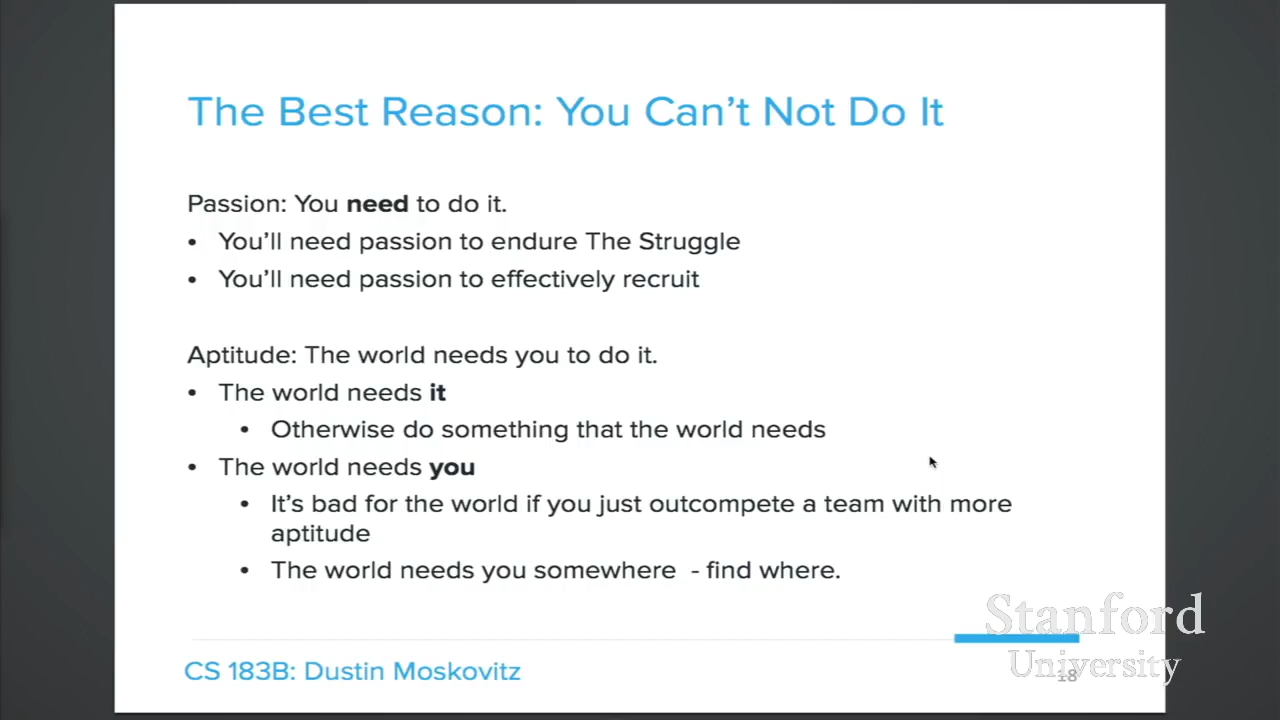 The Best Reason: You Can't Not Do It
Passion: You need to do it.
• You'll need passion to endure The Struggle
• You'll need passion to effectively recruit
Aptitude: The world needs you to do it.
• The world needs it
• Otherwise do something that the world needs
• The world needs you
• It's bad for the world if you just outcompete a team with more
aptitude
• The world needs you somewhere - find where.
CS 183B: Dustin Moskovitz
18
Stanford
University